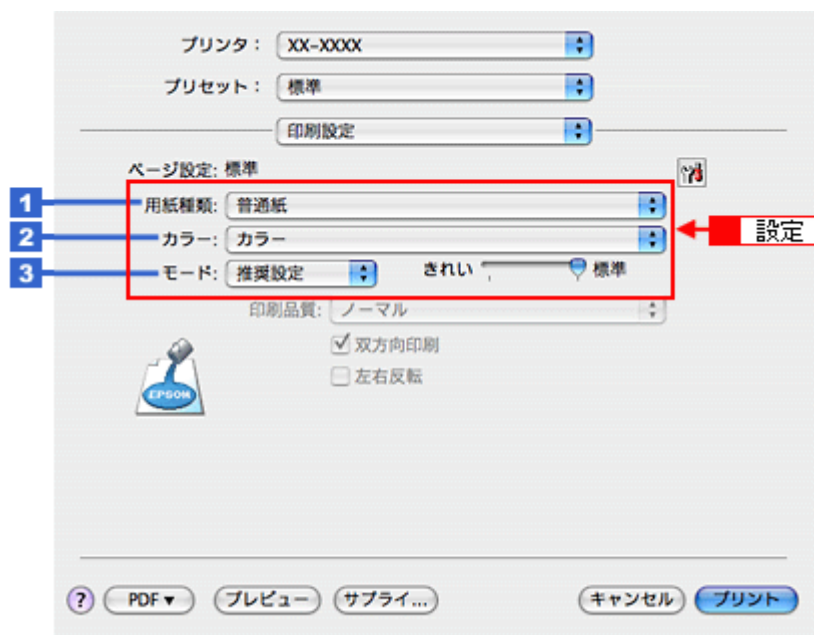 プリンタ： XX-XXXX
プリセット： 標準
印刷設定
ページ設定: 標準
1 用紙種類: 普通紙
2 カラー: カラー
設定
3 モード: 推奨設定 きれい 標準
印刷品質: ノーマル
双方向印刷
左右反転
EPSON
? PDF▼ プレビュー サプライ... キャンセル プリント